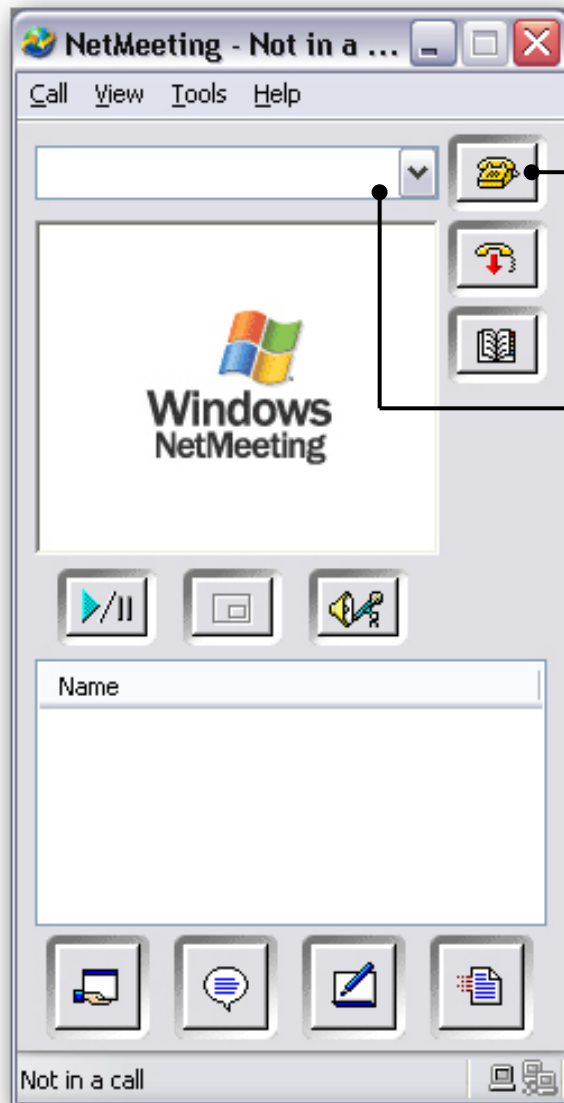 NetMeeting - Not in a ...
Call View Tools Help
Windows
NetMeeting
Name
Not in a call